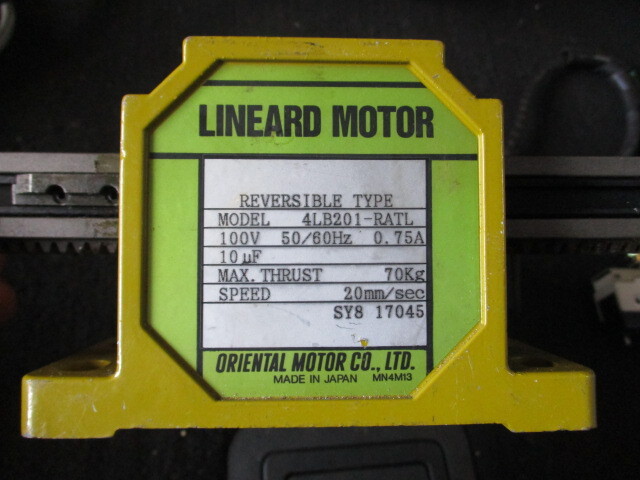 LINEARD MOTOR
REVERSIBLE TYPE
MODEL 4LB201-RATL
100V 50/60Hz 0.75A
10μF
MAX. THRUST 70Kg
SPEED 20mm/sec
SY8 17045
ORIENTAL MOTOR CO., LTD.
MADE IN JAPAN MN4M13